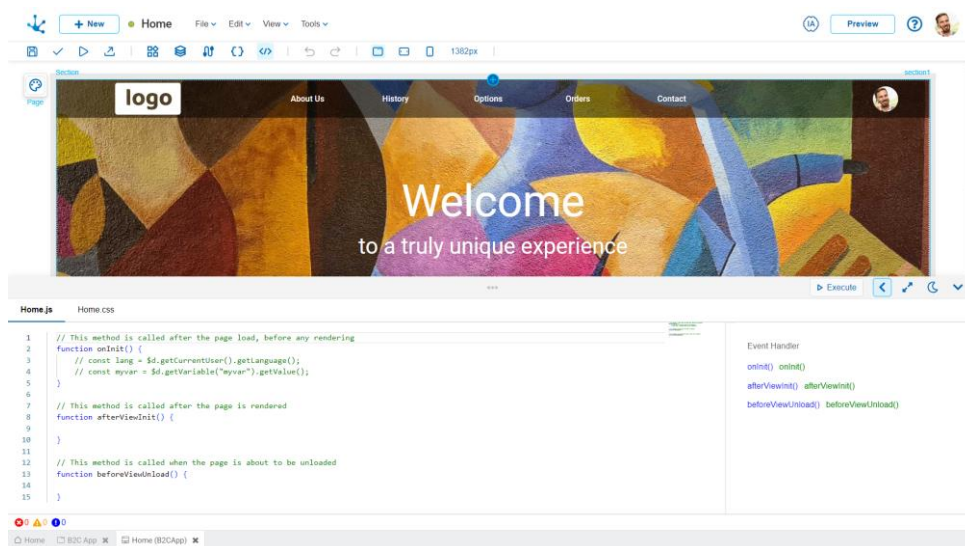 + New
Home
File
Edit
View
Tools
IA
Preview
?
1382px
Page
Section
section1
logo
About Us
History
Options
Orders
Contact
Welcome
to a truly unique experience
Execute
Home.js
Home.css
1 // This method is called after the page load, before any rendering
2 function onInit() {
3 // const lang = $d.getCurrentUser().getLanguage();
4 // const myvar = $d.getVariable("myvar").getValue();
5 }
6
7 // This method is called after the page is rendered
8 function afterViewInit() {
9
10 }
11
12 // This method is called when the page is about to be unloaded
13 function beforeViewUnload() {
14
15 }
Event Handler
onInit() onInit()
afterViewInit() afterViewInit()
beforeViewUnload() beforeViewUnload()
0 0 0
Home
B2C App
Home (B2CApp)